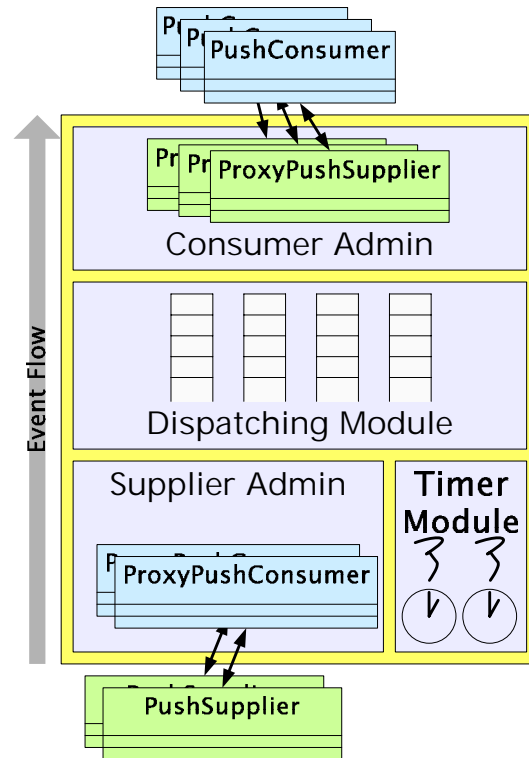 PushConsumer
ProxyPushSupplier
Consumer Admin
Event Flow
Dispatching Module
Supplier Admin
Timer
Module
ProxyPushConsumer
PushSupplier